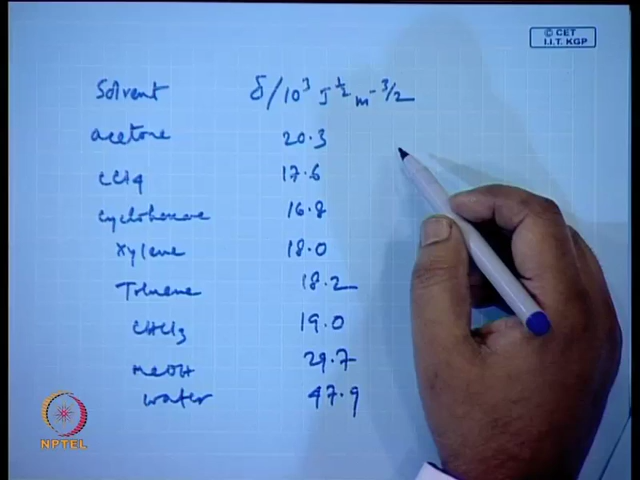 © CET
I.I.T. KGP
Solvent δ/10³ J^½ m^-3/2
acetone 20.3
CCl4 17.6
cyclohexane 16.8
Xylene 18.0
Toluene 18.2
CHCl3 19.0
MeOH 29.7
water 47.9
NPTEL